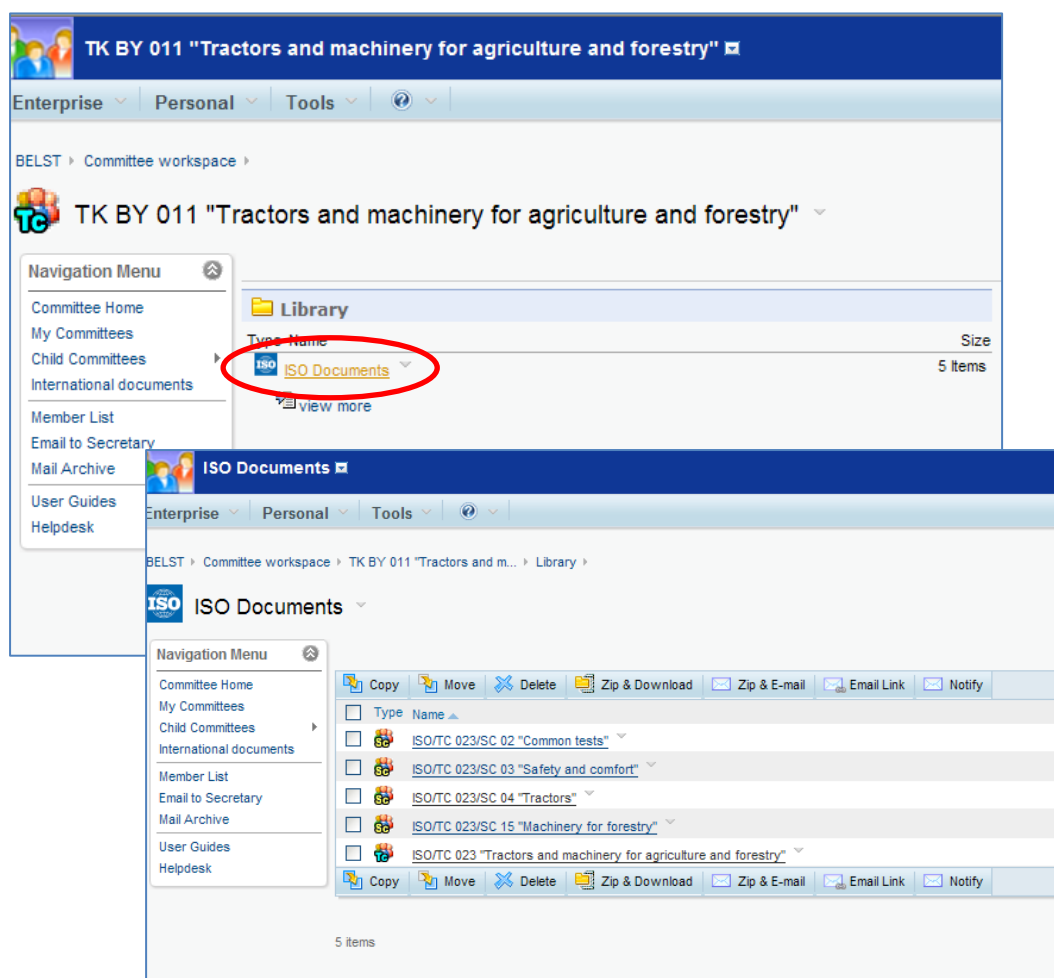 TK BY 011 "Tractors and machinery for agriculture and forestry"
Enterprise Personal Tools
BELST Committee workspace
TC
TK BY 011 "Tractors and machinery for agriculture and forestry"
Navigation Menu
Committee Home
My Committees
Child Committees
International documents
Member List
Email to Secretary
Mail Archive
User Guides
Helpdesk
Library
Type Name Size
ISO ISO Documents 5 Items
view more
ISO Documents
Enterprise Personal Tools
BELST Committee workspace TK BY 011 "Tractors and m... Library
ISO ISO Documents
Navigation Menu
Committee Home
My Committees
Child Committees
International documents
Member List
Email to Secretary
Mail Archive
User Guides
Helpdesk
Copy Move Delete Zip & Download Zip & E-mail Email Link Notify
Type Name
SC ISO/TC 023/SC 02 "Common tests"
SC ISO/TC 023/SC 03 "Safety and comfort"
SC ISO/TC 023/SC 04 "Tractors"
SC ISO/TC 023/SC 15 "Machinery for forestry"
TC ISO/TC 023 "Tractors and machinery for agriculture and forestry"
Copy Move Delete Zip & Download Zip & E-mail Email Link Notify
5 items